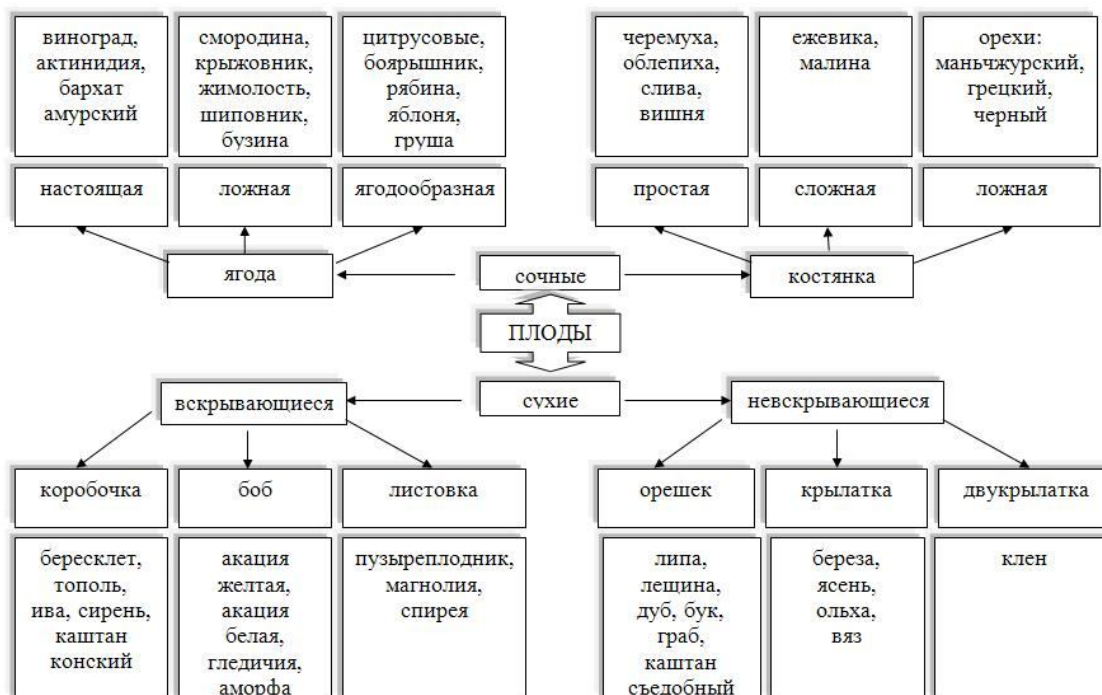 виноград,
актинидия,
бархат
амурский
смородина,
крыжовник,
жимолость,
шиповник,
бузина
цитрусовые,
боярышник,
рябина,
яблоня,
груша
черемуха,
облепиха,
слива,
вишня
ежевика,
малина
орехи:
маньчжурский,
грецкий,
черный
настоящая
ложная
ягодообразная
простая
сложная
ложная
ягода
сочные
костянка
ПЛОДЫ
вскрывающиеся
сухие
невскрывающиеся
коробочка
боб
листовка
орешек
крылатка
двукрылатка
бересклет,
тополь,
ива, сирень,
каштан
конский
акация
желтая,
акация
белая,
гледичия,
аморфа
пузыреплодник,
магнолия,
спирея
липа,
лещина,
дуб, бук,
граб,
каштан
съедобный
береза,
ясень,
ольха,
вяз
клен